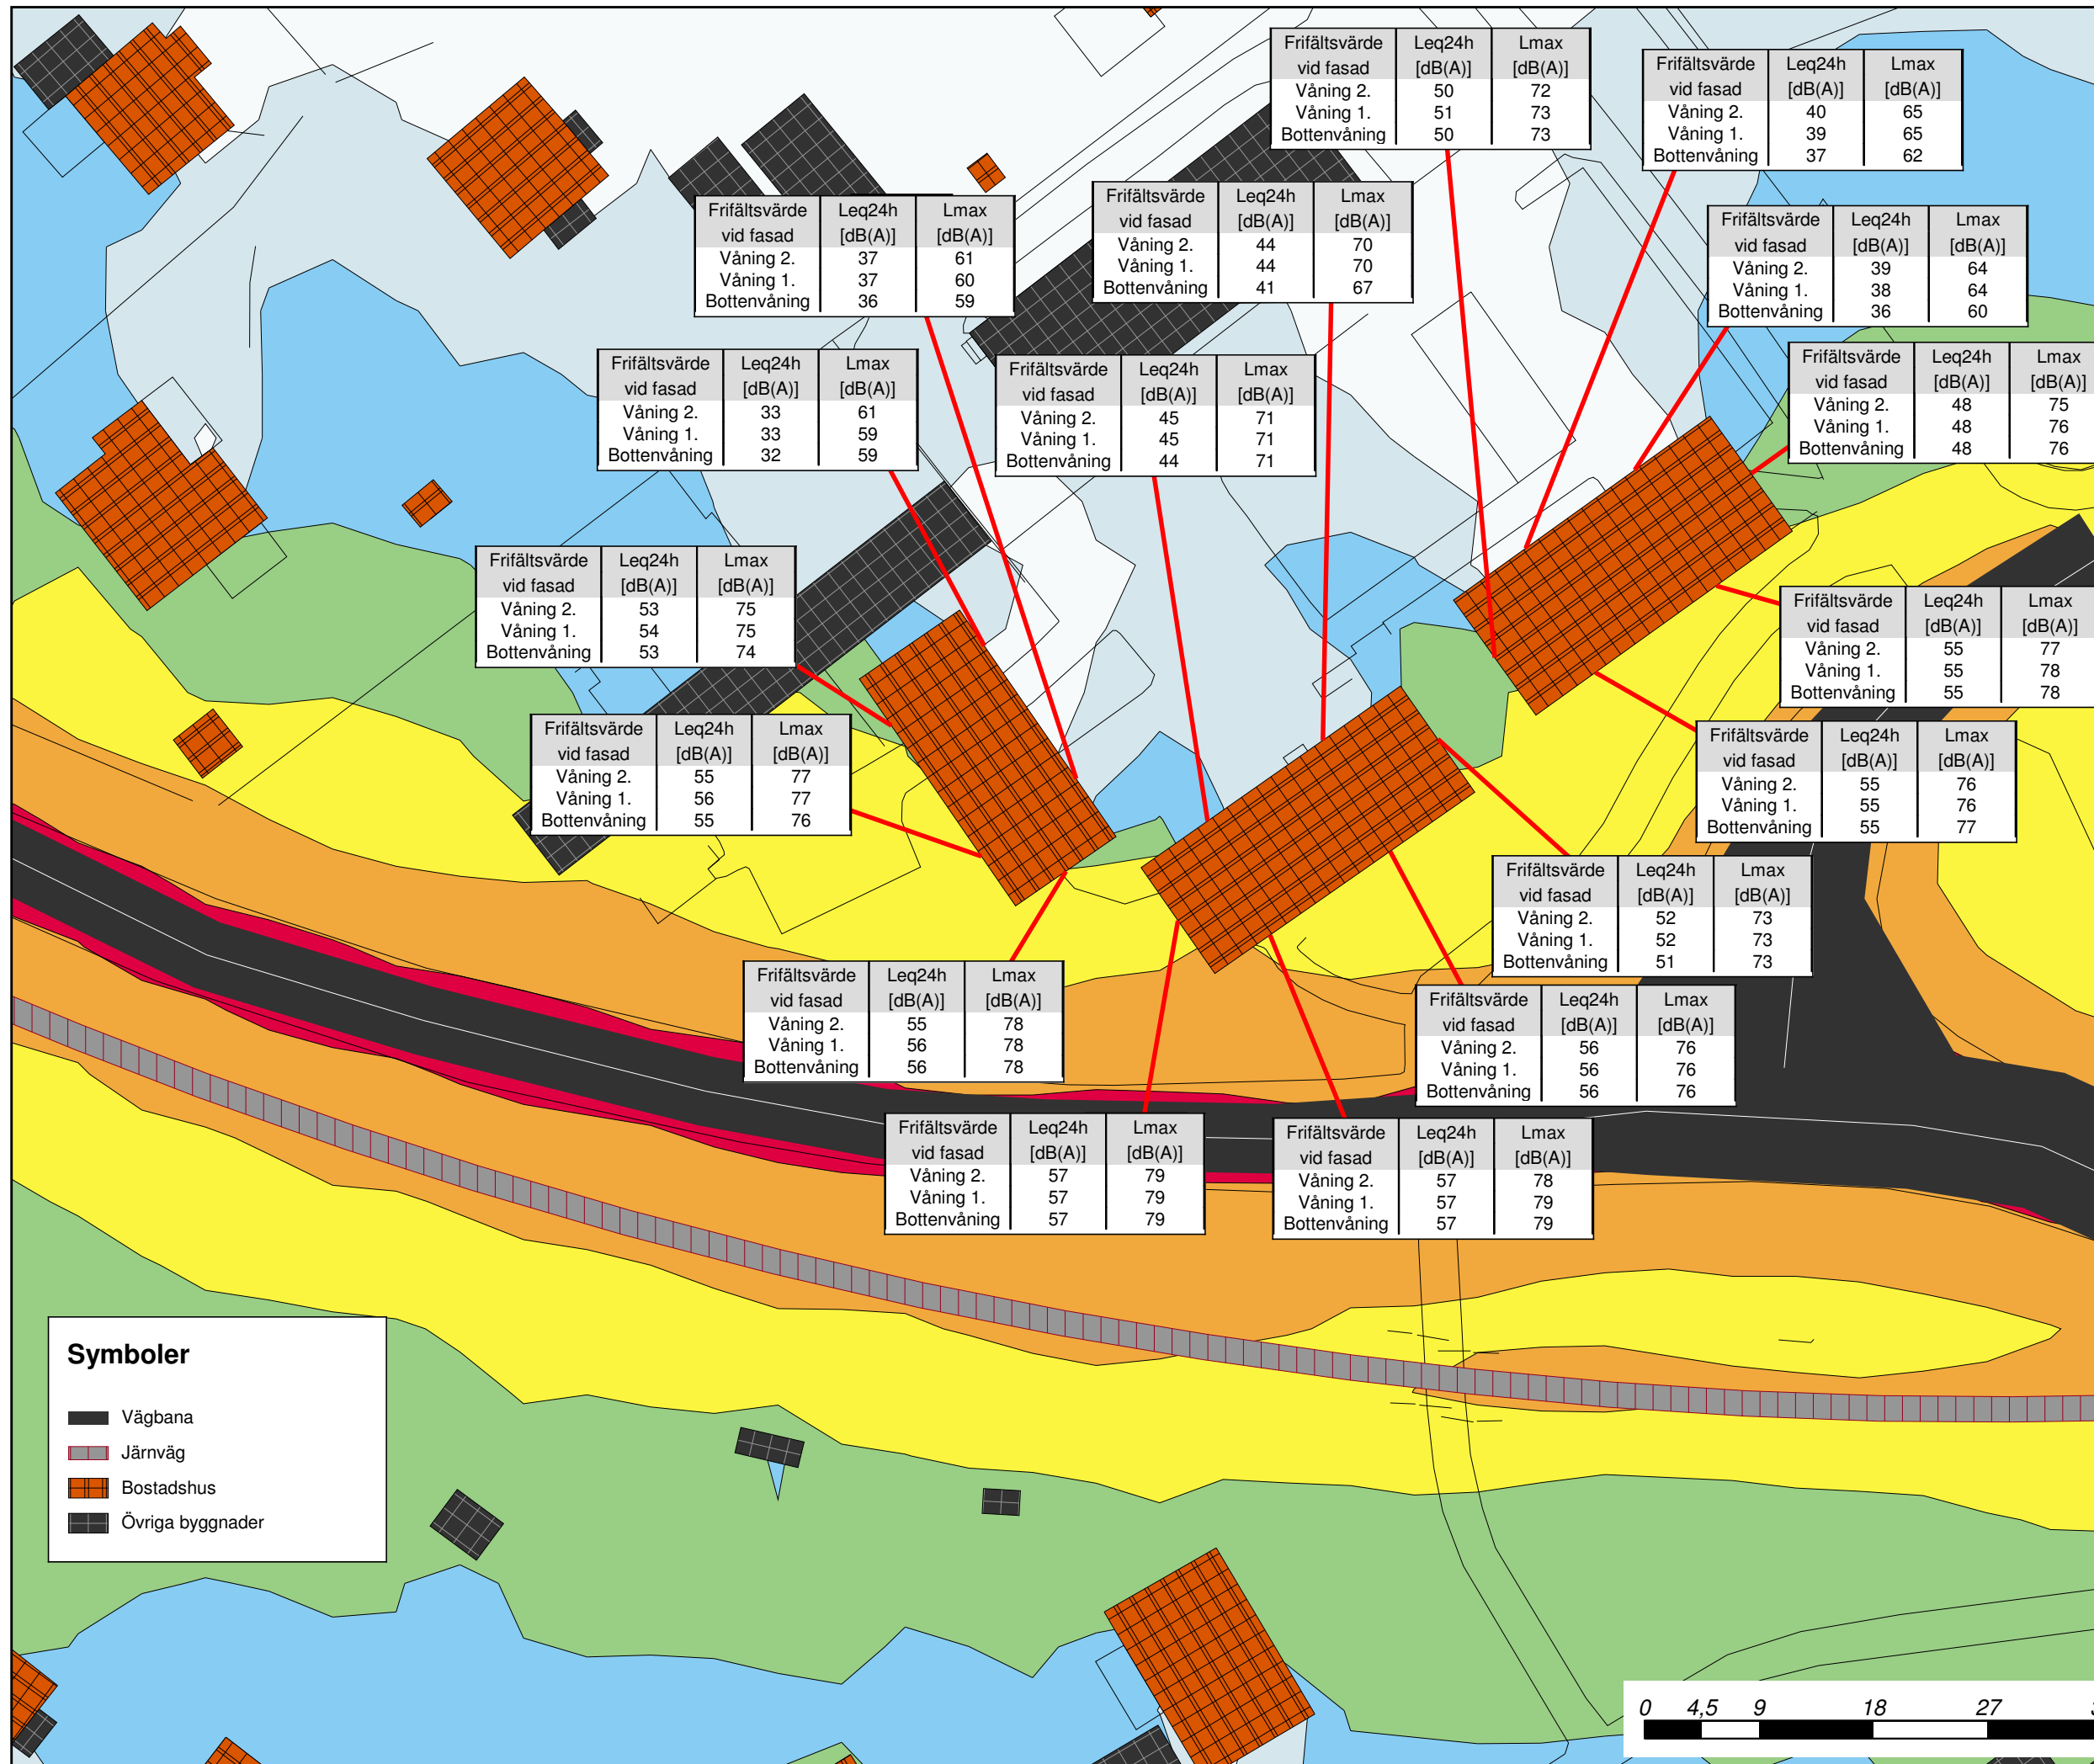 Frifältsvärde Leq24h Lmax
vid fasad [dB(A)] [dB(A)]
Våning 2. 50 72
Våning 1. 51 73
Bottenvåning 50 73
Frifältsvärde Leq24h Lmax
vid fasad [dB(A)] [dB(A)]
Våning 2. 40 65
Våning 1. 39 65
Bottenvåning 37 62
Frifältsvärde Leq24h Lmax
vid fasad [dB(A)] [dB(A)]
Våning 2. 37 61
Våning 1. 37 60
Bottenvåning 36 59
Frifältsvärde Leq24h Lmax
vid fasad [dB(A)] [dB(A)]
Våning 2. 44 70
Våning 1. 44 70
Bottenvåning 41 67
Frifältsvärde Leq24h Lmax
vid fasad [dB(A)] [dB(A)]
Våning 2. 39 64
Våning 1. 38 64
Bottenvåning 36 60
Frifältsvärde Leq24h Lmax
vid fasad [dB(A)] [dB(A)]
Våning 2. 33 61
Våning 1. 33 59
Bottenvåning 32 59
Frifältsvärde Leq24h Lmax
vid fasad [dB(A)] [dB(A)]
Våning 2. 45 71
Våning 1. 45 71
Bottenvåning 44 71
Frifältsvärde Leq24h Lmax
vid fasad [dB(A)] [dB(A)]
Våning 2. 48 75
Våning 1. 48 76
Bottenvåning 48 76
Frifältsvärde Leq24h Lmax
vid fasad [dB(A)] [dB(A)]
Våning 2. 53 75
Våning 1. 54 75
Bottenvåning 53 74
Frifältsvärde Leq24h Lmax
vid fasad [dB(A)] [dB(A)]
Våning 2. 55 77
Våning 1. 55 78
Bottenvåning 55 78
Frifältsvärde Leq24h Lmax
vid fasad [dB(A)] [dB(A)]
Våning 2. 55 77
Våning 1. 56 77
Bottenvåning 55 76
Frifältsvärde Leq24h Lmax
vid fasad [dB(A)] [dB(A)]
Våning 2. 55 76
Våning 1. 55 76
Bottenvåning 55 77
Frifältsvärde Leq24h Lmax
vid fasad [dB(A)] [dB(A)]
Våning 2. 52 73
Våning 1. 52 73
Bottenvåning 51 73
Frifältsvärde Leq24h Lmax
vid fasad [dB(A)] [dB(A)]
Våning 2. 55 78
Våning 1. 56 78
Bottenvåning 56 78
Frifältsvärde Leq24h Lmax
vid fasad [dB(A)] [dB(A)]
Våning 2. 56 76
Våning 1. 56 76
Bottenvåning 56 76
Frifältsvärde Leq24h Lmax
vid fasad [dB(A)] [dB(A)]
Våning 2. 57 79
Våning 1. 57 79
Bottenvåning 57 79
Frifältsvärde Leq24h Lmax
vid fasad [dB(A)] [dB(A)]
Våning 2. 57 78
Våning 1. 57 79
Bottenvåning 57 79
Symboler
Vägbana
Järnväg
Bostadshus
Övriga byggnader
0 4,5 9 18 27